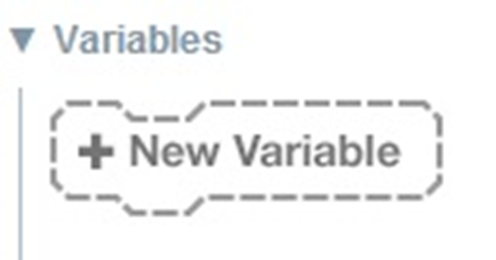 ▼ Variables
+ New Variable